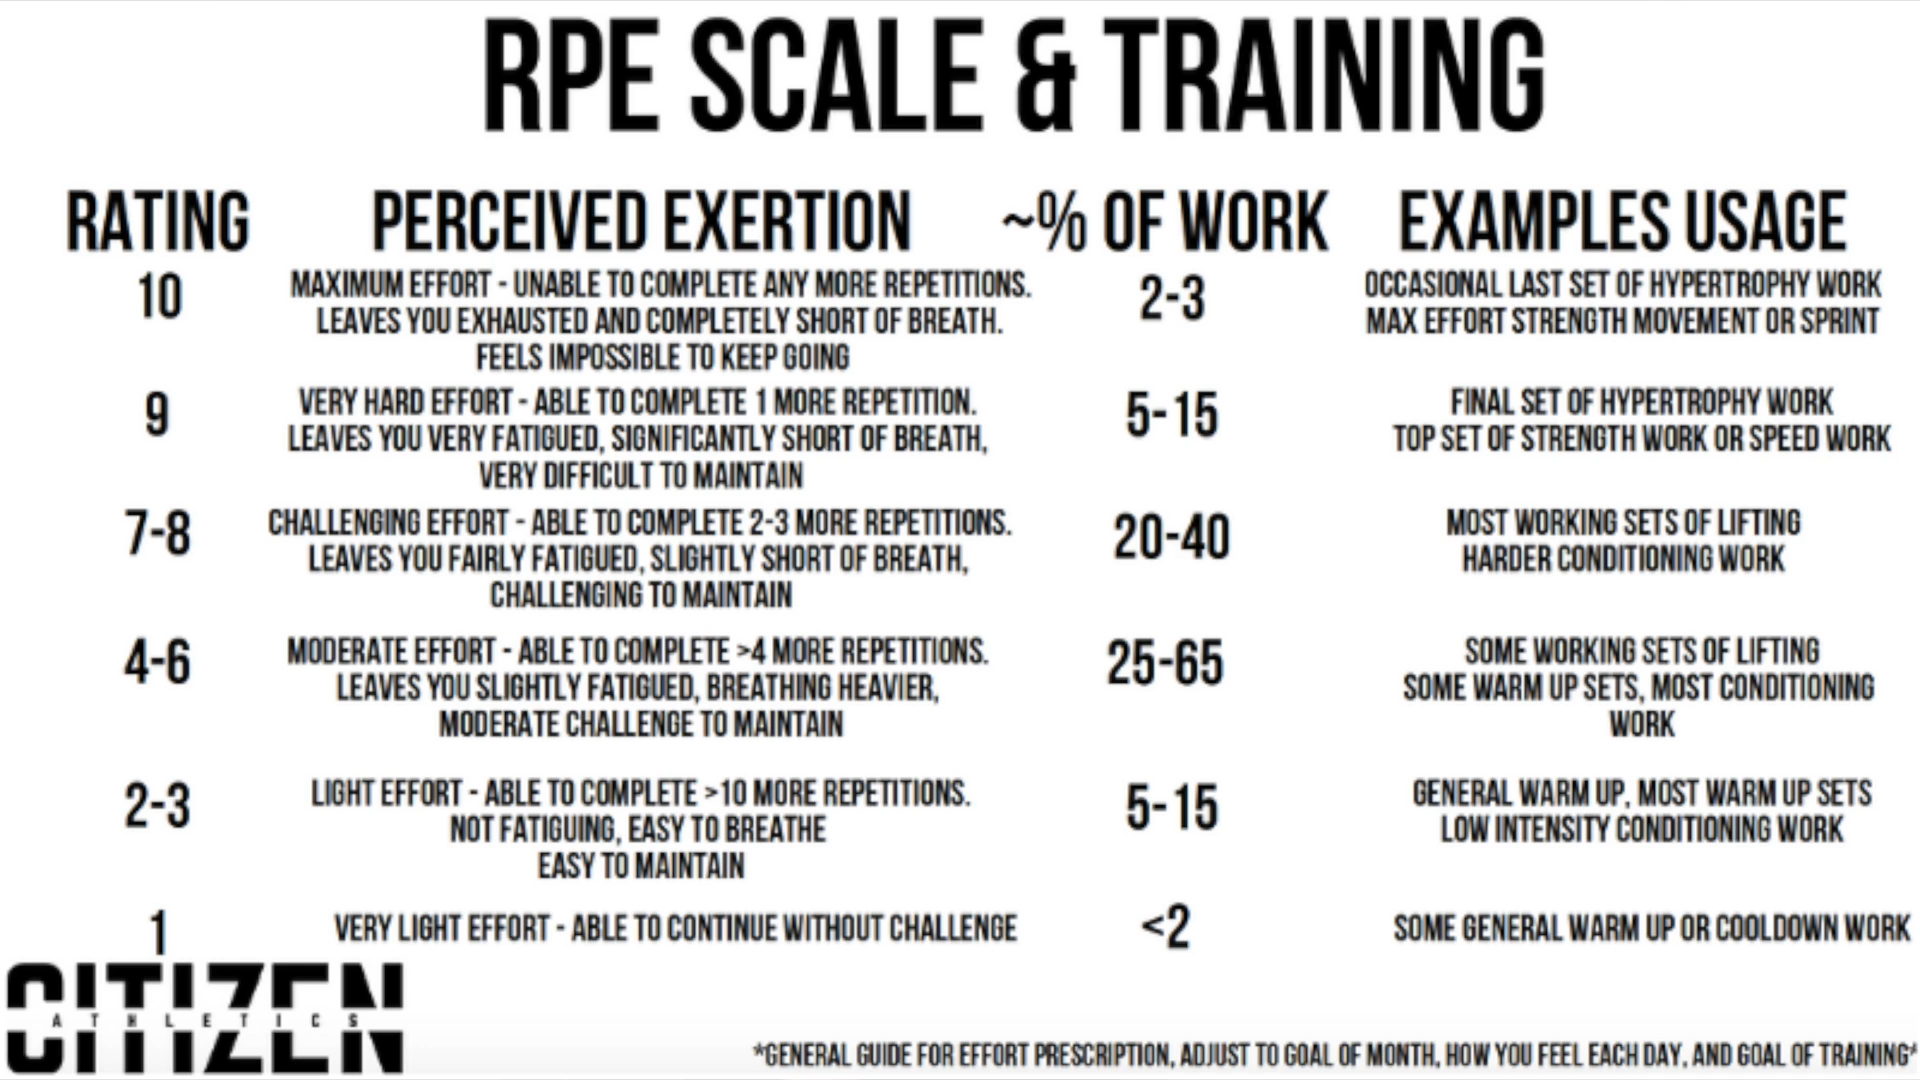 RPE SCALE & TRAINING
RATING PERCEIVED EXERTION ~% OF WORK EXAMPLES USAGE
10
MAXIMUM EFFORT - UNABLE TO COMPLETE ANY MORE REPETITIONS.
LEAVES YOU EXHAUSTED AND COMPLETELY SHORT OF BREATH.
FEELS IMPOSSIBLE TO KEEP GOING
2-3
OCCASIONAL LAST SET OF HYPERTROPHY WORK
MAX EFFORT STRENGTH MOVEMENT OR SPRINT
9
VERY HARD EFFORT - ABLE TO COMPLETE 1 MORE REPETITION.
LEAVES YOU VERY FATIGUED, SIGNIFICANTLY SHORT OF BREATH,
VERY DIFFICULT TO MAINTAIN
5-15
FINAL SET OF HYPERTROPHY WORK
TOP SET OF STRENGTH WORK OR SPEED WORK
7-8
CHALLENGING EFFORT - ABLE TO COMPLETE 2-3 MORE REPETITIONS.
LEAVES YOU FAIRLY FATIGUED, SLIGHTLY SHORT OF BREATH,
CHALLENGING TO MAINTAIN
20-40
MOST WORKING SETS OF LIFTING
HARDER CONDITIONING WORK
4-6
MODERATE EFFORT - ABLE TO COMPLETE >4 MORE REPETITIONS.
LEAVES YOU SLIGHTLY FATIGUED, BREATHING HEAVIER,
MODERATE CHALLENGE TO MAINTAIN
25-65
SOME WORKING SETS OF LIFTING
SOME WARM UP SETS, MOST CONDITIONING
WORK
2-3
LIGHT EFFORT - ABLE TO COMPLETE >10 MORE REPETITIONS.
NOT FATIGUING, EASY TO BREATHE
EASY TO MAINTAIN
5-15
GENERAL WARM UP, MOST WARM UP SETS
LOW INTENSITY CONDITIONING WORK
1
VERY LIGHT EFFORT - ABLE TO CONTINUE WITHOUT CHALLENGE
<2
SOME GENERAL WARM UP OR COOLDOWN WORK
CITIZEN
ATHLETICS
*GENERAL GUIDE FOR EFFORT PRESCRIPTION, ADJUST TO GOAL OF MONTH, HOW YOU FEEL EACH DAY, AND GOAL OF TRAINING*